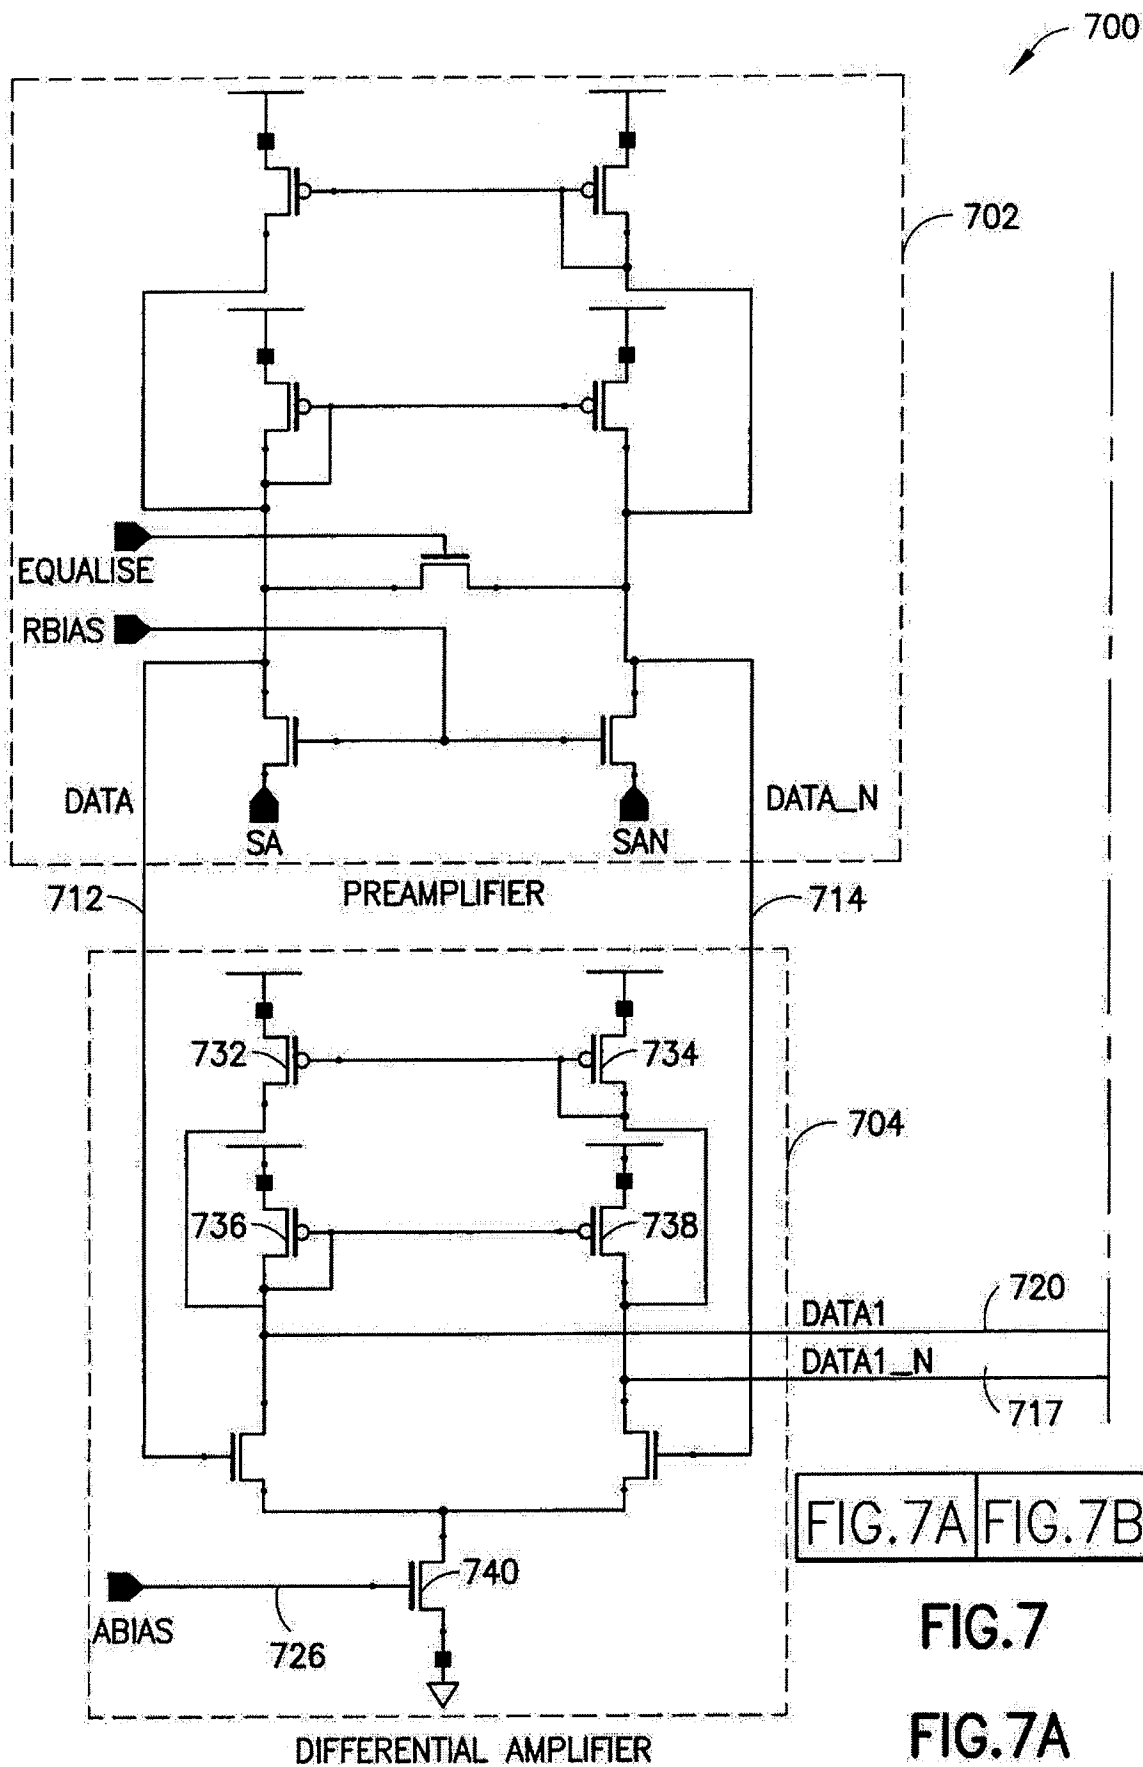 700
702
EQUALISE
RBIAS
DATA
DATA_N
SA
SAN
712
PREAMPLIFIER
714
732
734
704
736
738
720
DATA1
DATA1_N
717
FIG.7A FIG.7B
740
ABIAS
726
FIG.7
FIG.7A
DIFFERENTIAL AMPLIFIER